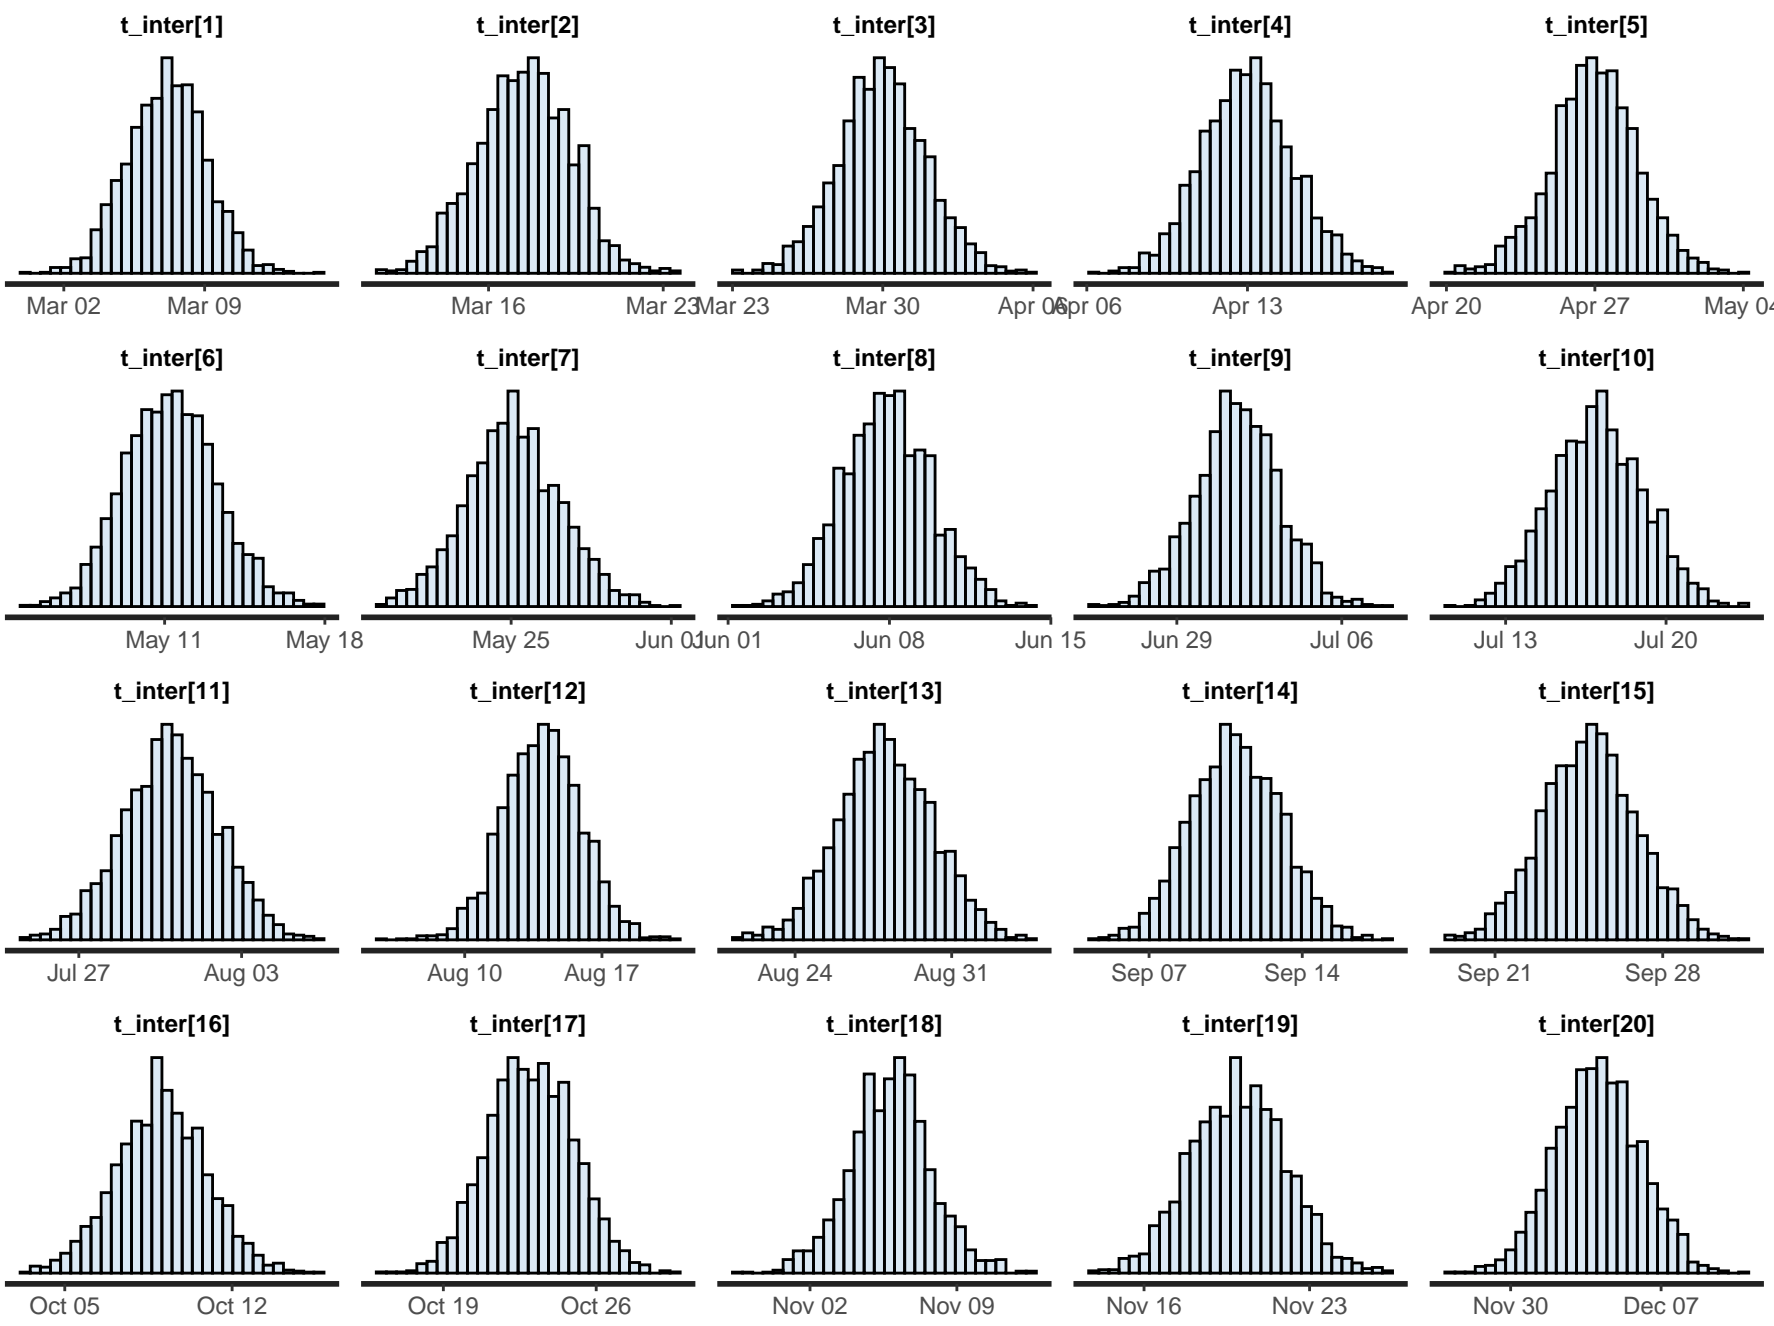 t_inter[1] t_inter[2] t_inter[3] t_inter[4] t_inter[5]
Mar 02 Mar 09 Mar 16 Mar 23 Mar 23 Mar 30 Apr 06 Apr 06 Apr 13 Apr 20 Apr 27 May 04
t_inter[6] t_inter[7] t_inter[8] t_inter[9] t_inter[10]
May 11 May 18 May 25 Jun 01 Jun 01 Jun 08 Jun 15 Jun 29 Jul 06 Jul 13 Jul 20
t_inter[11] t_inter[12] t_inter[13] t_inter[14] t_inter[15]
Jul 27 Aug 03 Aug 10 Aug 17 Aug 24 Aug 31 Sep 07 Sep 14 Sep 21 Sep 28
t_inter[16] t_inter[17] t_inter[18] t_inter[19] t_inter[20]
Oct 05 Oct 12 Oct 19 Oct 26 Nov 02 Nov 09 Nov 16 Nov 23 Nov 30 Dec 07